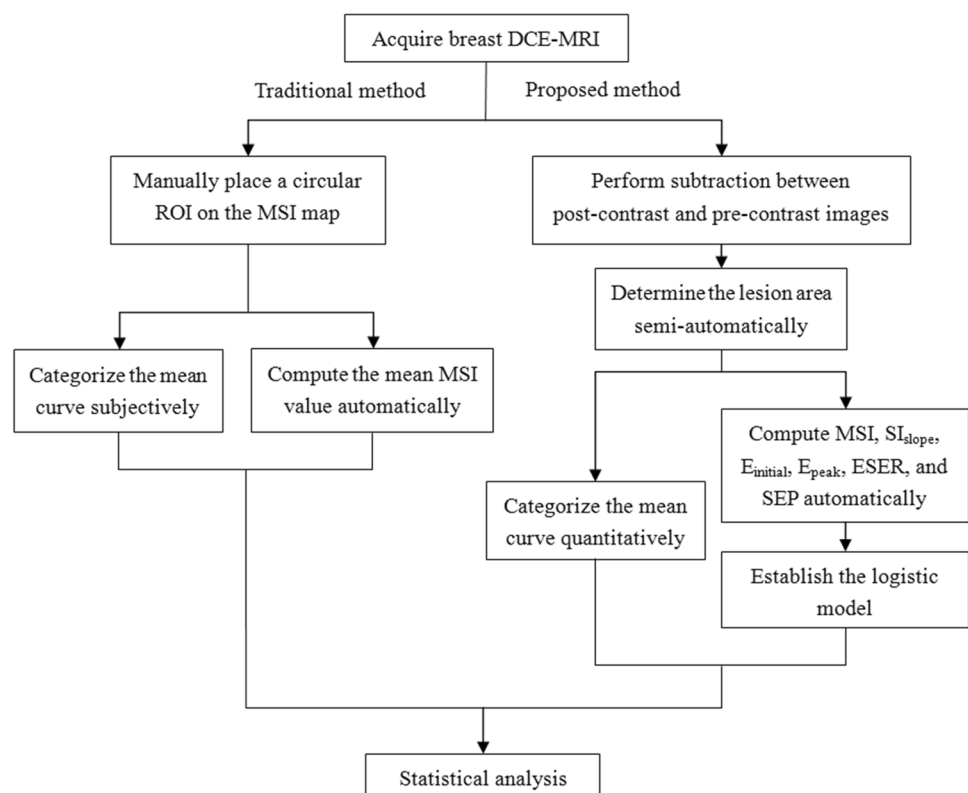 Acquire breast DCE-MRI
Traditional method
Proposed method
Manually place a circular
ROI on the MSI map
Perform subtraction between
post-contrast and pre-contrast images
Determine the lesion area
semi-automatically
Categorize the mean
curve subjectively
Compute the mean MSI
value automatically
Compute MSI, SIslope,
Einitial, Epeak, ESER, and
SEP automatically
Categorize the mean
curve quantitatively
Establish the logistic
model
Statistical analysis